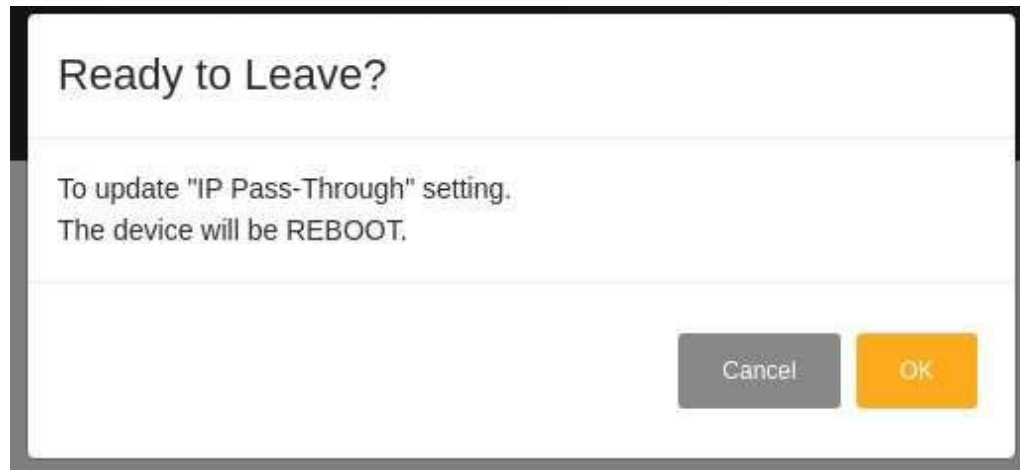 Ready to Leave?
To update "IP Pass-Through" setting.
The device will be REBOOT.
Cancel
OK